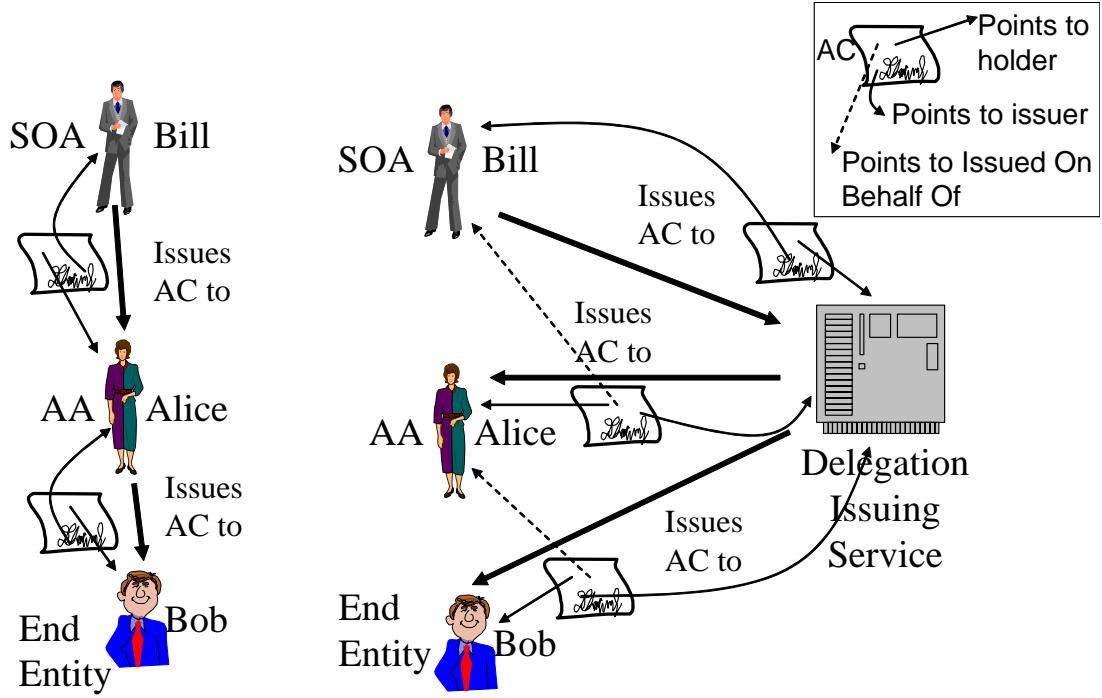 SOA Bill
Issues
AC to
AA Alice
Issues
AC to
Bob
End
Entity
SOA Bill
Issues
AC to
Issues
AC to
AA Alice
Delegation
Issuing
Service
Issues
AC to
End
Entity
Bob
AC
Points to
holder
Points to issuer
Points to Issued On
Behalf Of